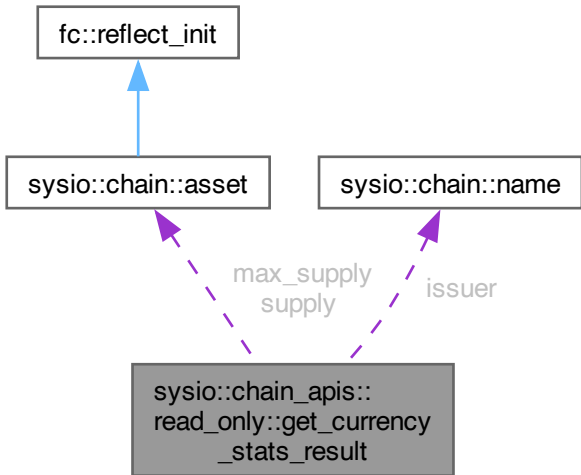 fc::reflect_init
sysio::chain::asset
sysio::chain::name
max_supply
supply
issuer
sysio::chain_apis::
read_only::get_currency
_stats_result